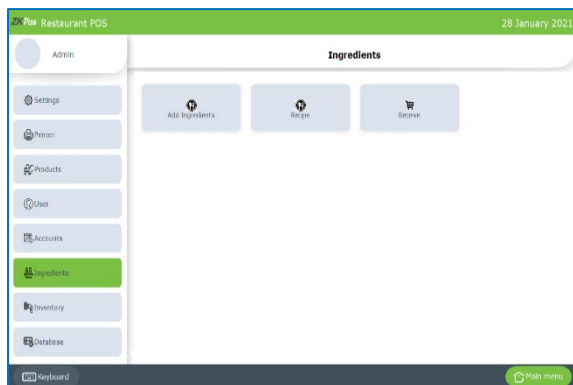 ZKPos Restaurant POS
28 January 2021
Admin
Ingredients
Settings
Printer
Products
User
Accounts
Ingredients
Inventory
Database
Add Ingredients
Recipe
Receive
Keyboard
Main menu